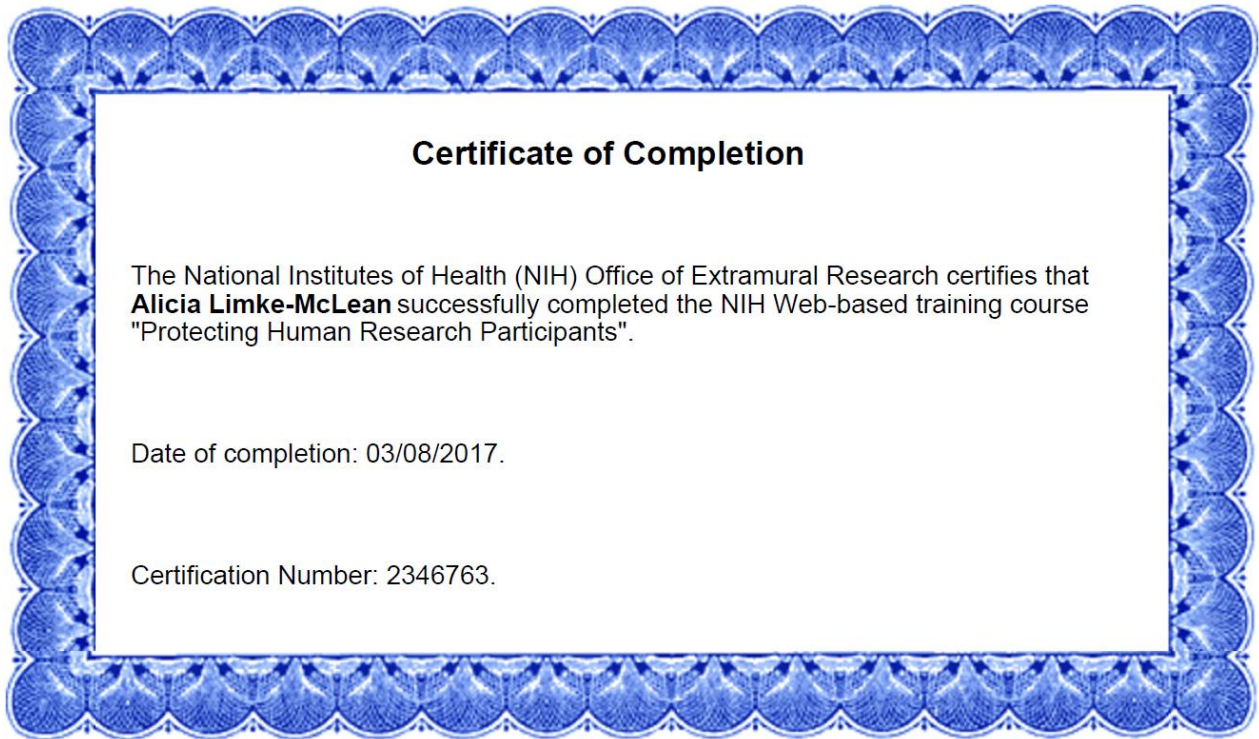 Certificate of Completion
The National Institutes of Health (NIH) Office of Extramural Research certifies that
Alicia Limke-McLean successfully completed the NIH Web-based training course
"Protecting Human Research Participants".
Date of completion: 03/08/2017.
Certification Number: 2346763.